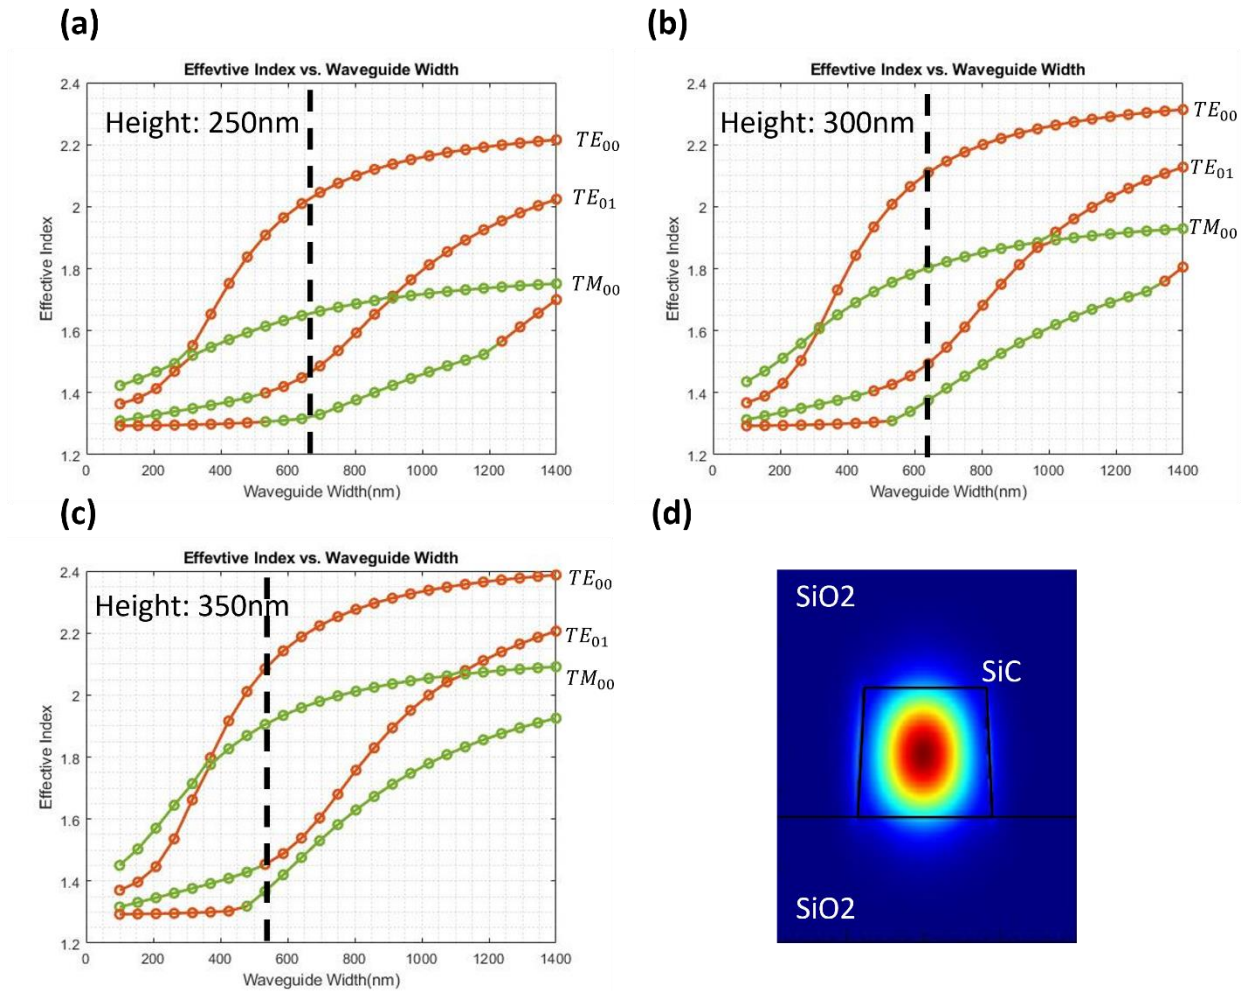 (a)
Effevtive Index vs. Waveguide Width
Height: 250nm
Effective Index
2.4
2.2
2
1.8
1.6
1.4
1.2
0 200 400 600 800 1000 1200 1400
Waveguide Width(nm)
TE00
TE01
TM00
(b)
Effevtive Index vs. Waveguide Width
Height: 300nm
Effective Index
2.4
2.2
2
1.8
1.6
1.4
1.2
0 200 400 600 800 1000 1200 1400
Waveguide Width(nm)
TE00
TE01
TM00
(c)
Effevtive Index vs. Waveguide Width
Height: 350nm
Effective Index
2.4
2.2
2
1.8
1.6
1.4
1.2
0 200 400 600 800 1000 1200 1400
Waveguide Width(nm)
TE00
TE01
TM00
(d)
SiO2
SiC
SiO2